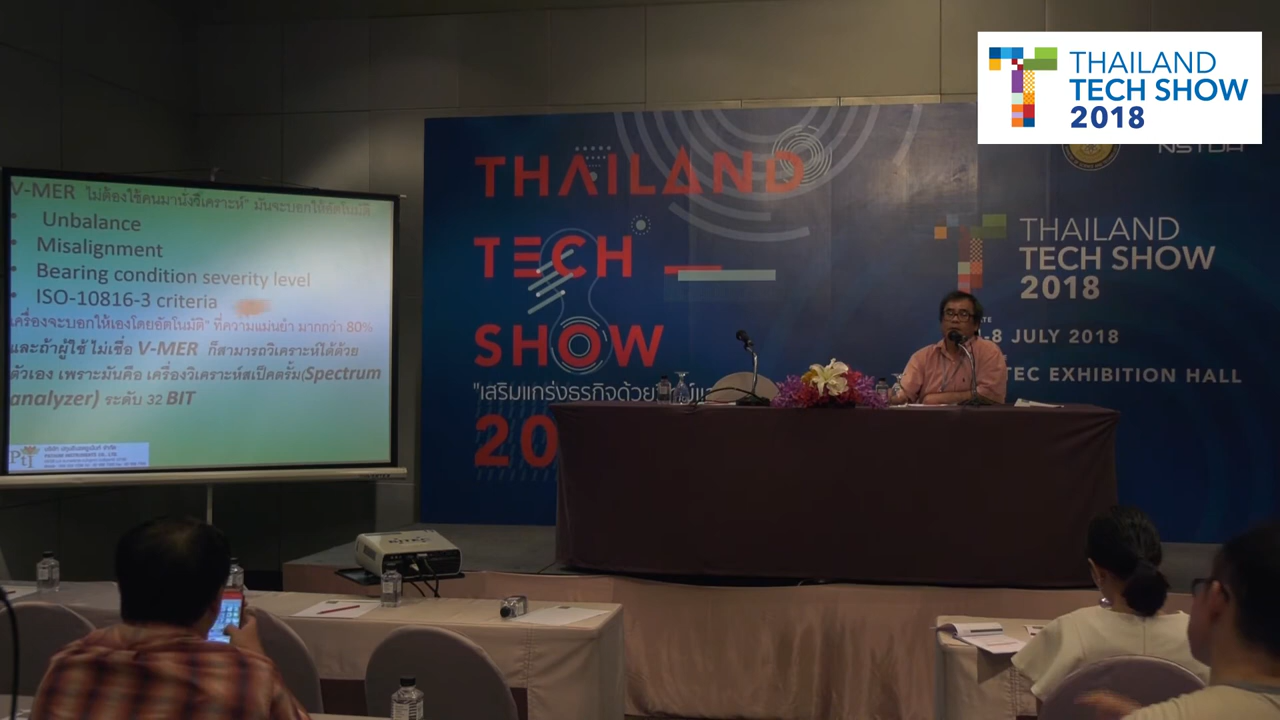 THAILAND
TECH SHOW
2018
V-MER "ไม่ต้องใช้คนมานั่งวิเคราะห์" มันจะบอกให้อัตโนมัติ
• Unbalance
• Misalignment
• Bearing condition severity level
• ISO-10816-3 criteria
เครื่องจะบอกให้เองโดยอัตโนมัติ" ที่ความแม่นยำ มากกว่า 80%
และถ้าผู้ใช้ ไม่เชื่อ V-MER ก็สามารถวิเคราะห์ได้ด้วย
ตัวเอง เพราะมันคือ เครื่องวิเคราะห์สเป็คตรั้ม(Spectrum
analyzer) ระดับ 32 BIT
PtI
THAILAND
TECH
SHOW
"เสริมแกร่งธุรกิจด้วย
20
NSTDA
THAILAND
TECH SHOW
2018
-8 JULY 2018
TEC EXHIBITION HALL